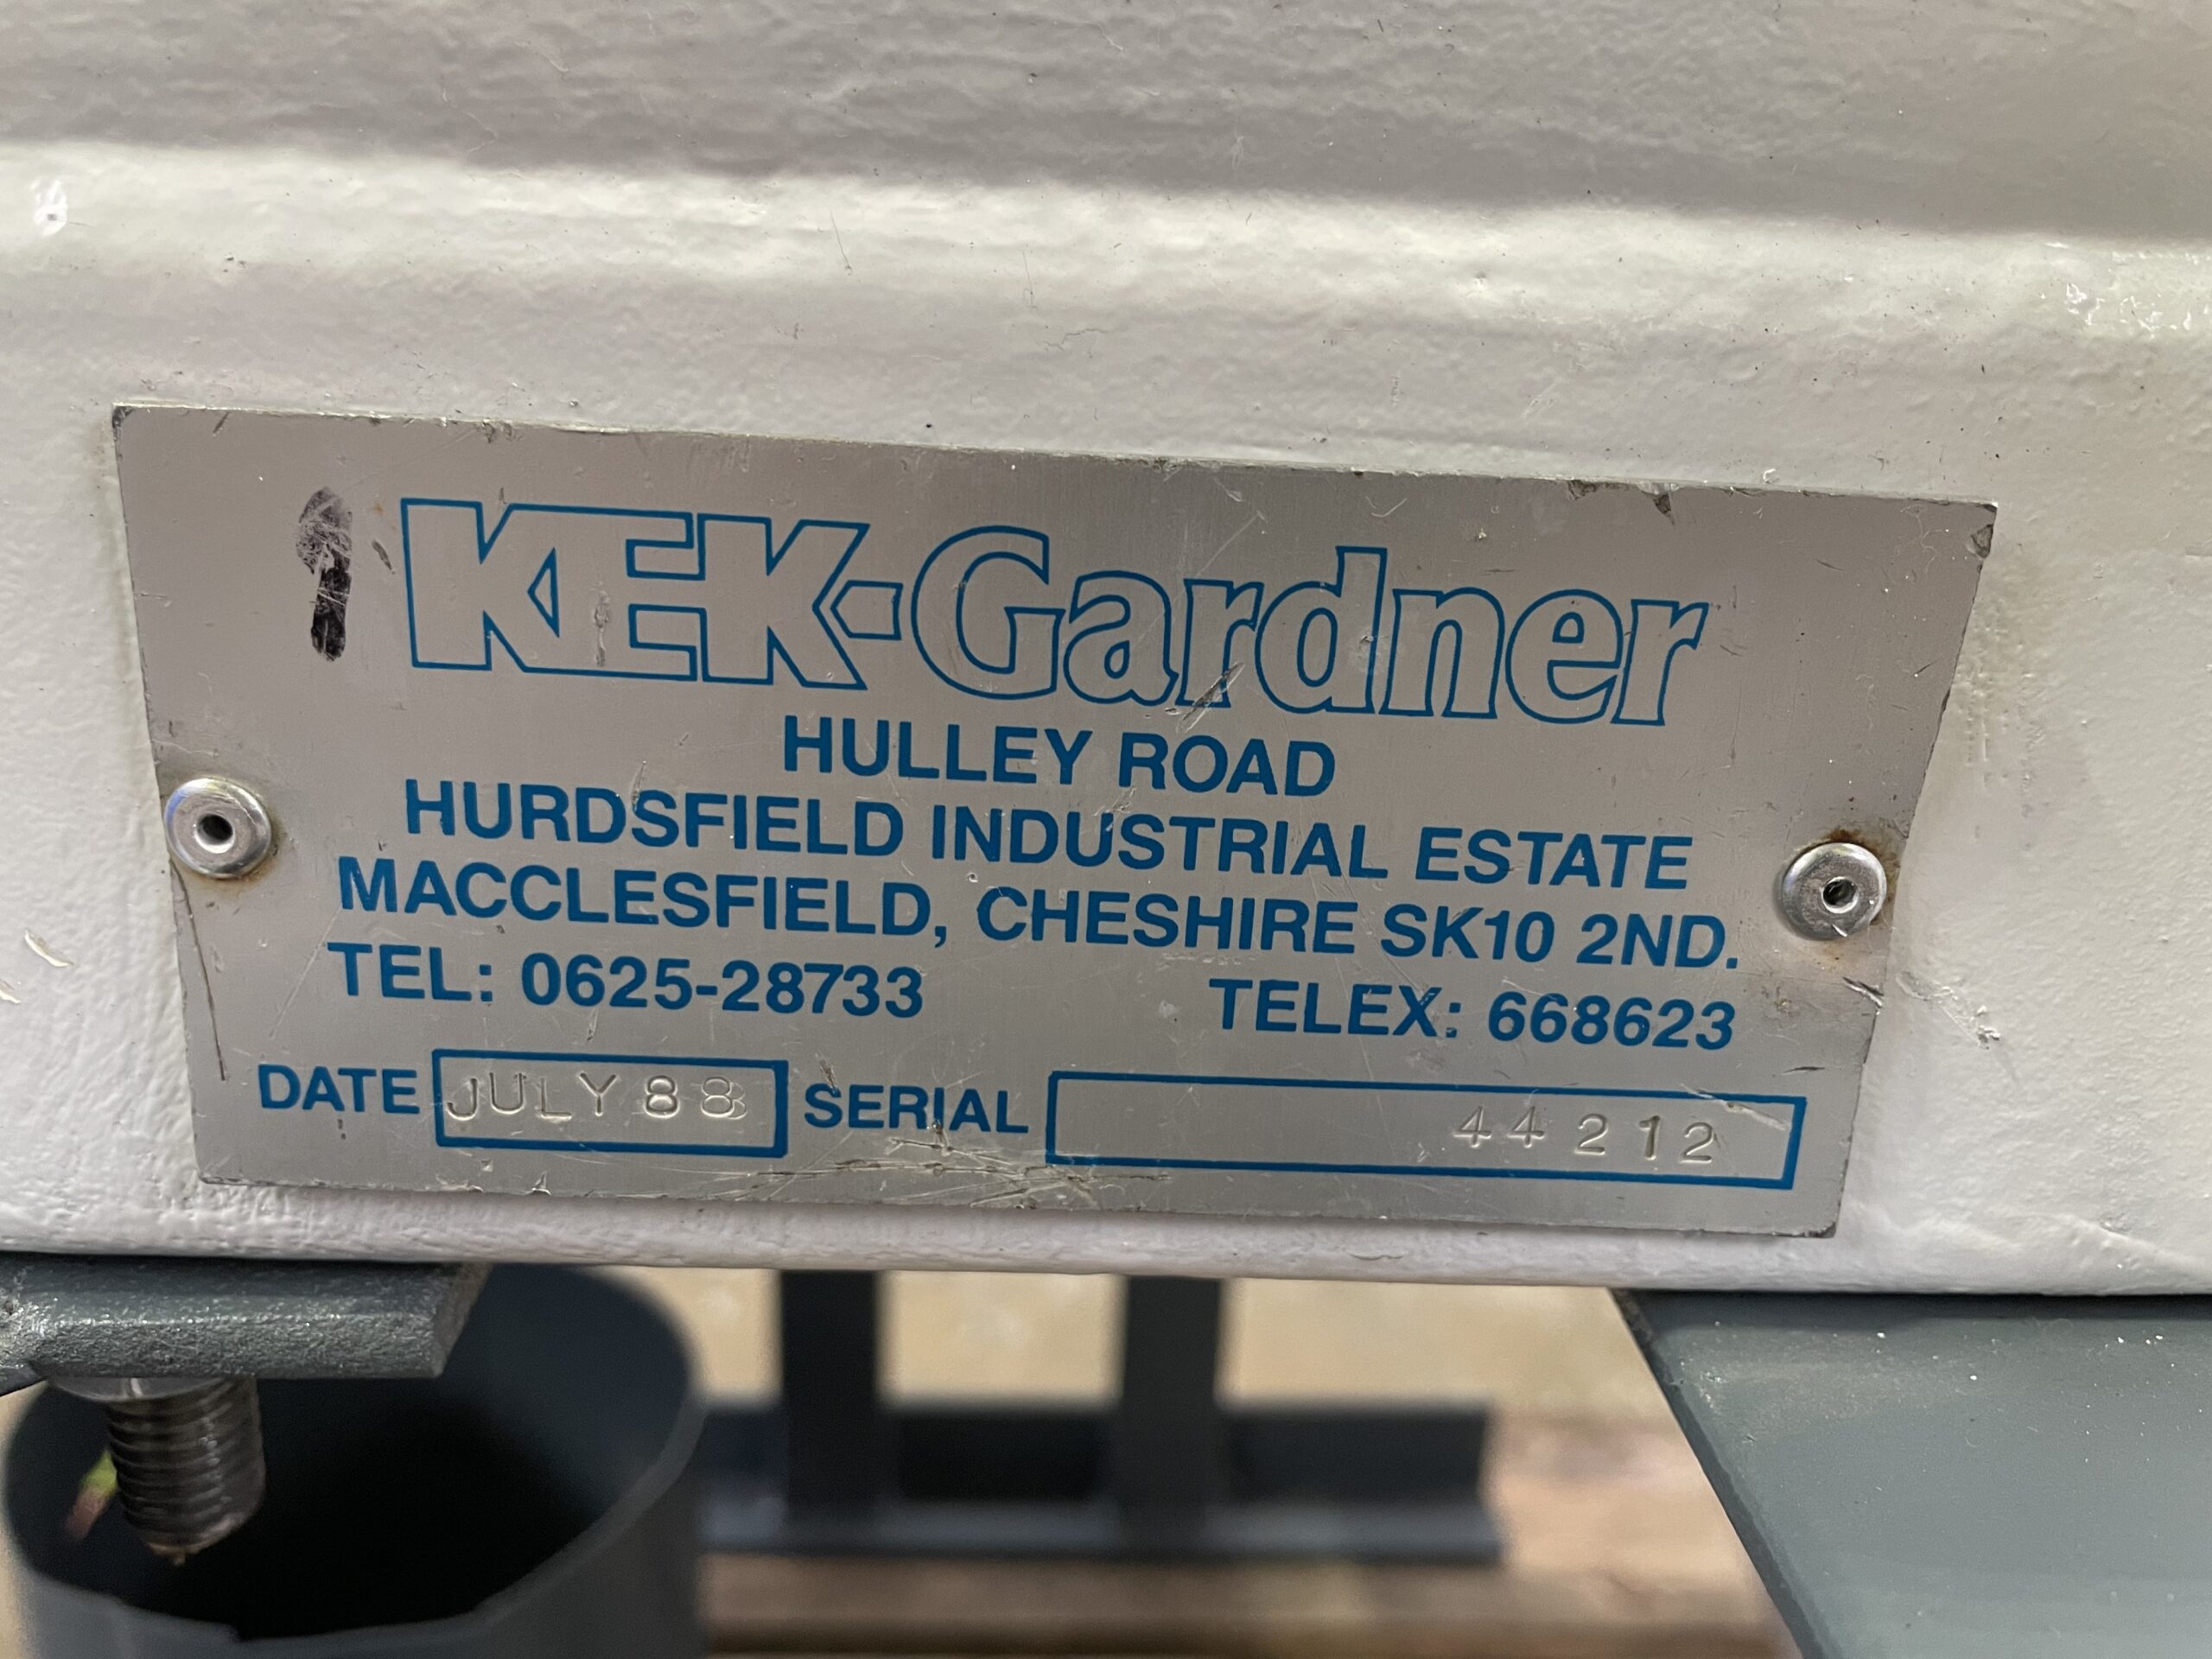 KEK-Gardner
HULLEY ROAD
HURDSFIELD INDUSTRIAL ESTATE
MACCLESFIELD, CHESHIRE SK10 2ND.
TEL: 0625-28733 TELEX: 668623
DATE JULY 88 SERIAL 44212